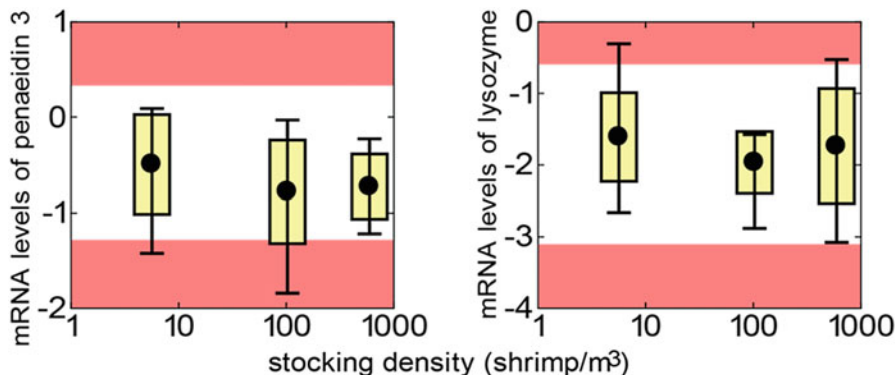 mRNA levels of penaeidin 3
1
0
-1
-2
1 10 100 1000
mRNA levels of lysozyme
0
-1
-2
-3
-4
1 10 100 1000
stocking density (shrimp/m³)